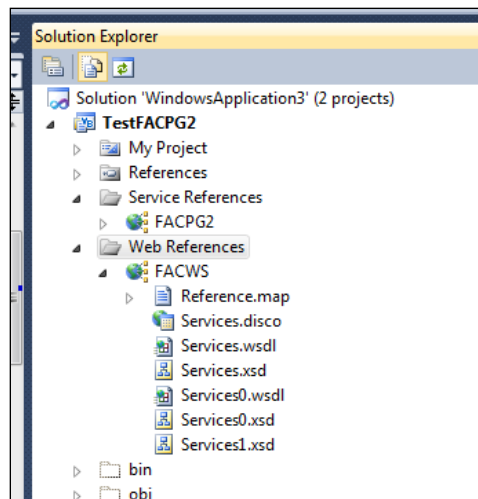 Solution Explorer
Solution 'WindowsApplication3' (2 projects)
VB TestFACPG2
My Project
References
Service References
FACPG2
Web References
FACWS
Reference.map
Services.disco
Services.wsdl
Services.xsd
Services0.wsdl
Services0.xsd
Services1.xsd
bin
obj